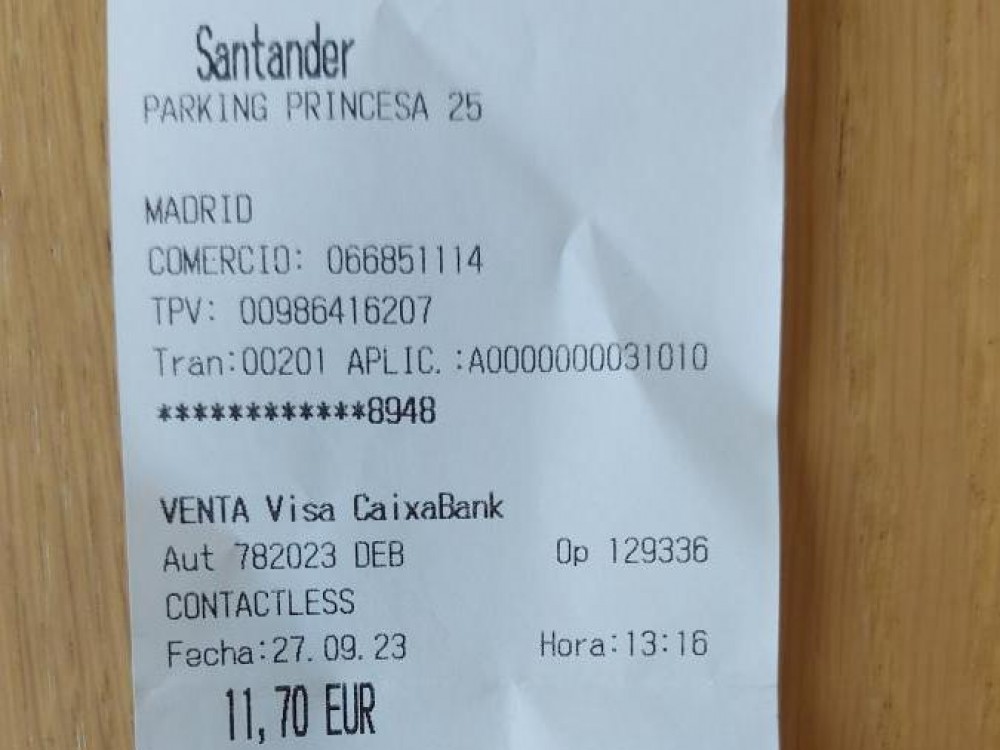 Santander
PARKING PRINCESA 25
MADRID
COMERCIO: 066851114
TPV: 00986416207
Tran:00201 APLIC.:A0000000031010
************8948
VENTA Visa CaixaBank
Aut 782023 DEB Op 129336
CONTACTLESS
Fecha:27.09.23 Hora:13:16
11,70 EUR